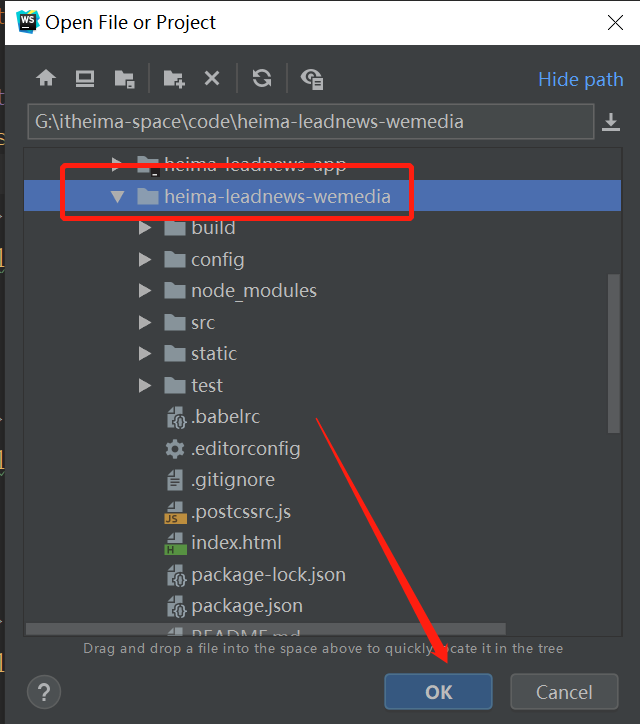 WS
Open File or Project
Hide path
G:\itheima-space\code\heima-leadnews-wemedia
heima-leadnews-app
heima-leadnews-wemedia
build
config
node_modules
src
static
test
.babelrc
.editorconfig
.gitignore
.postcssrc.js
index.html
package-lock.json
package.json
README.md
Drag and drop a file into the space above to quickly locate it in the tree
?
OK
Cancel